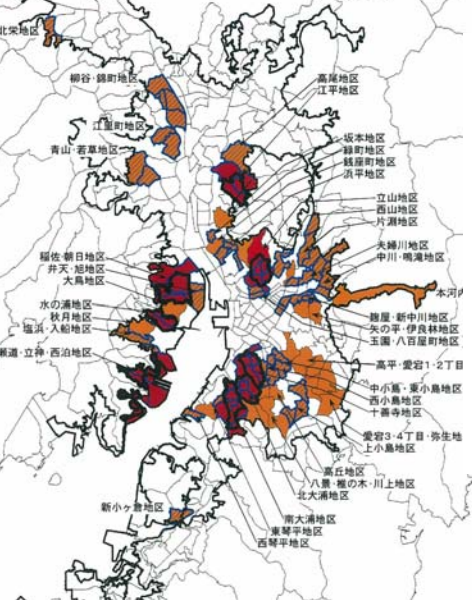 北栄地区
柳谷・錦町地区
江里町地区
青山・若草地区
高尾地区
江平地区
坂本地区
緑町地区
銭座町地区
浜平地区
立山地区
西山地区
片淵地区
夫婦川地区
中川・鳴滝地区
稲佐・朝日地区
弁天・旭地区
大鳥地区
本河内
水の浦地区
秋月地区
塩浜・入船地区
瀬道・立神・西泊地区
麹屋・新中川地区
矢の平・伊良林地区
玉園・八百屋町地区
高平・愛宕1・2丁目
中小島・東小島地区
西小島地区
十善寺地区
愛宕3・4丁目・弥生地
上小島地区
高丘地区
八景・椎の木・川上地区
北大浦地区
新小ヶ倉地区
南大浦地区
東琴平地区
西琴平地区